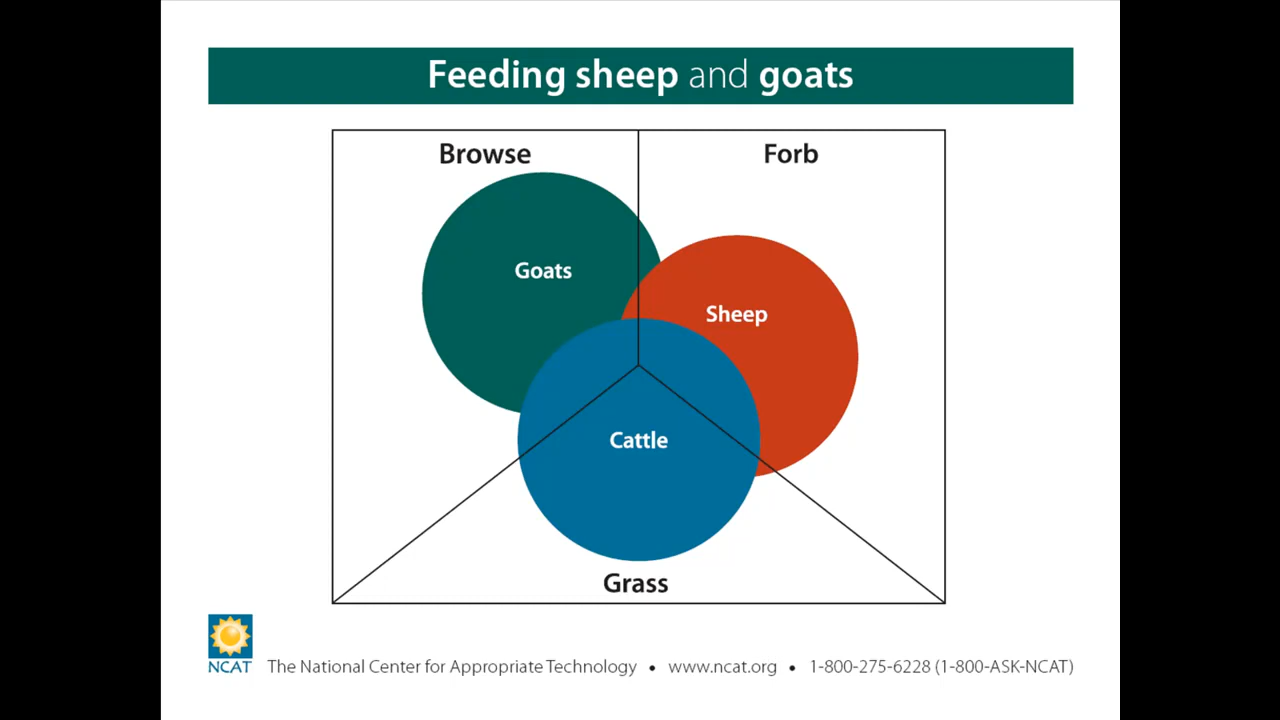 Feeding sheep and goats
Browse
Forb
Goats
Sheep
Cattle
Grass
NCAT
The National Center for Appropriate Technology • www.ncat.org • 1-800-275-6228 (1-800-ASK-NCAT)